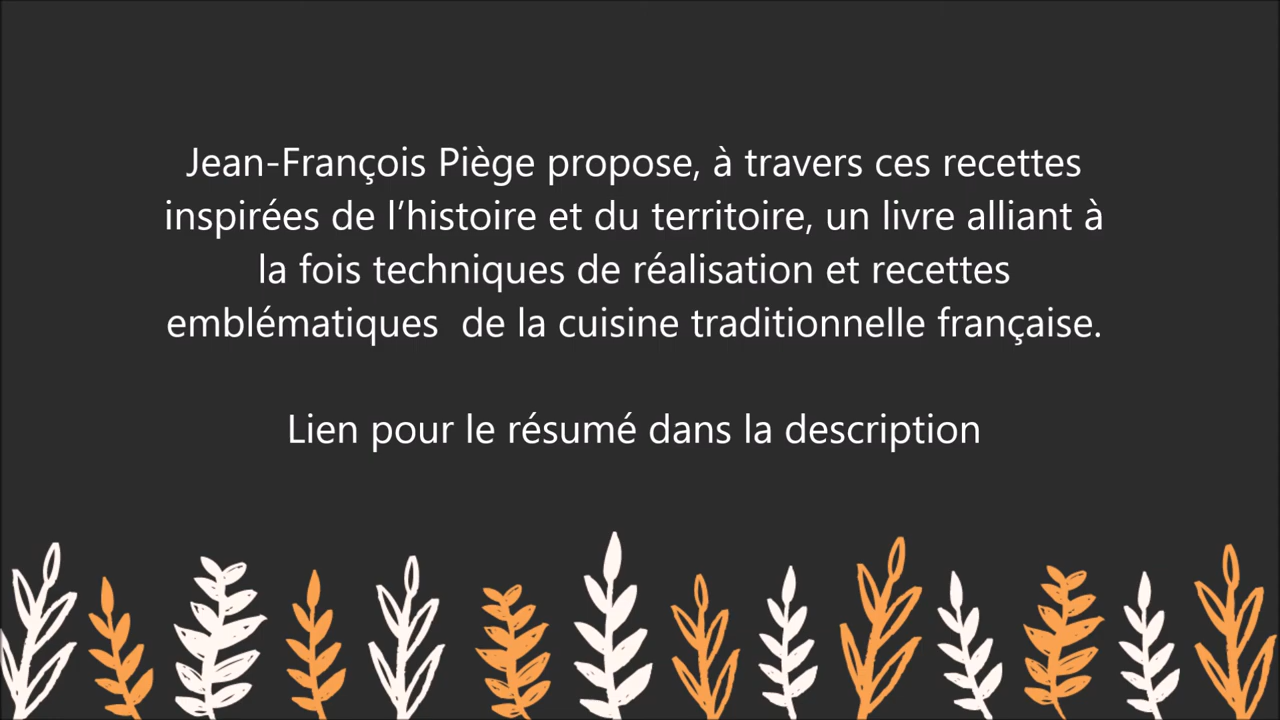 Jean-François Piège propose, à travers ces recettes
inspirées de l’histoire et du territoire, un livre alliant à
la fois techniques de réalisation et recettes
emblématiques  de la cuisine traditionnelle française.
Lien pour le résumé dans la description